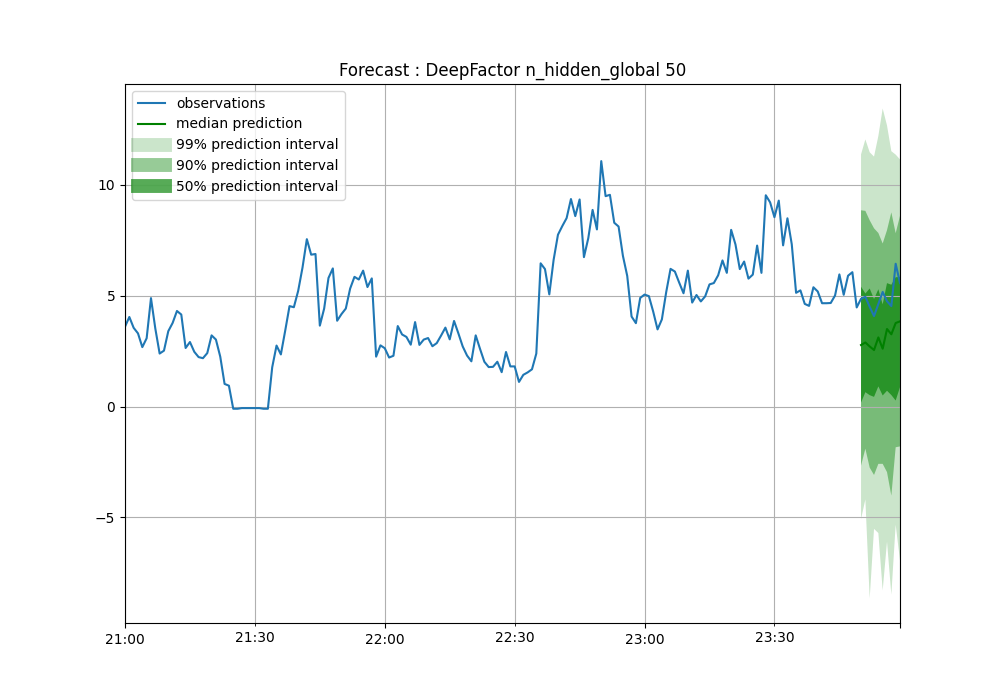 Forecast : DeepFactor n_hidden_global 50
observations
median prediction
99% prediction interval
90% prediction interval
50% prediction interval
10
5
0
−5
21:00
21:30
22:00
22:30
23:00
23:30